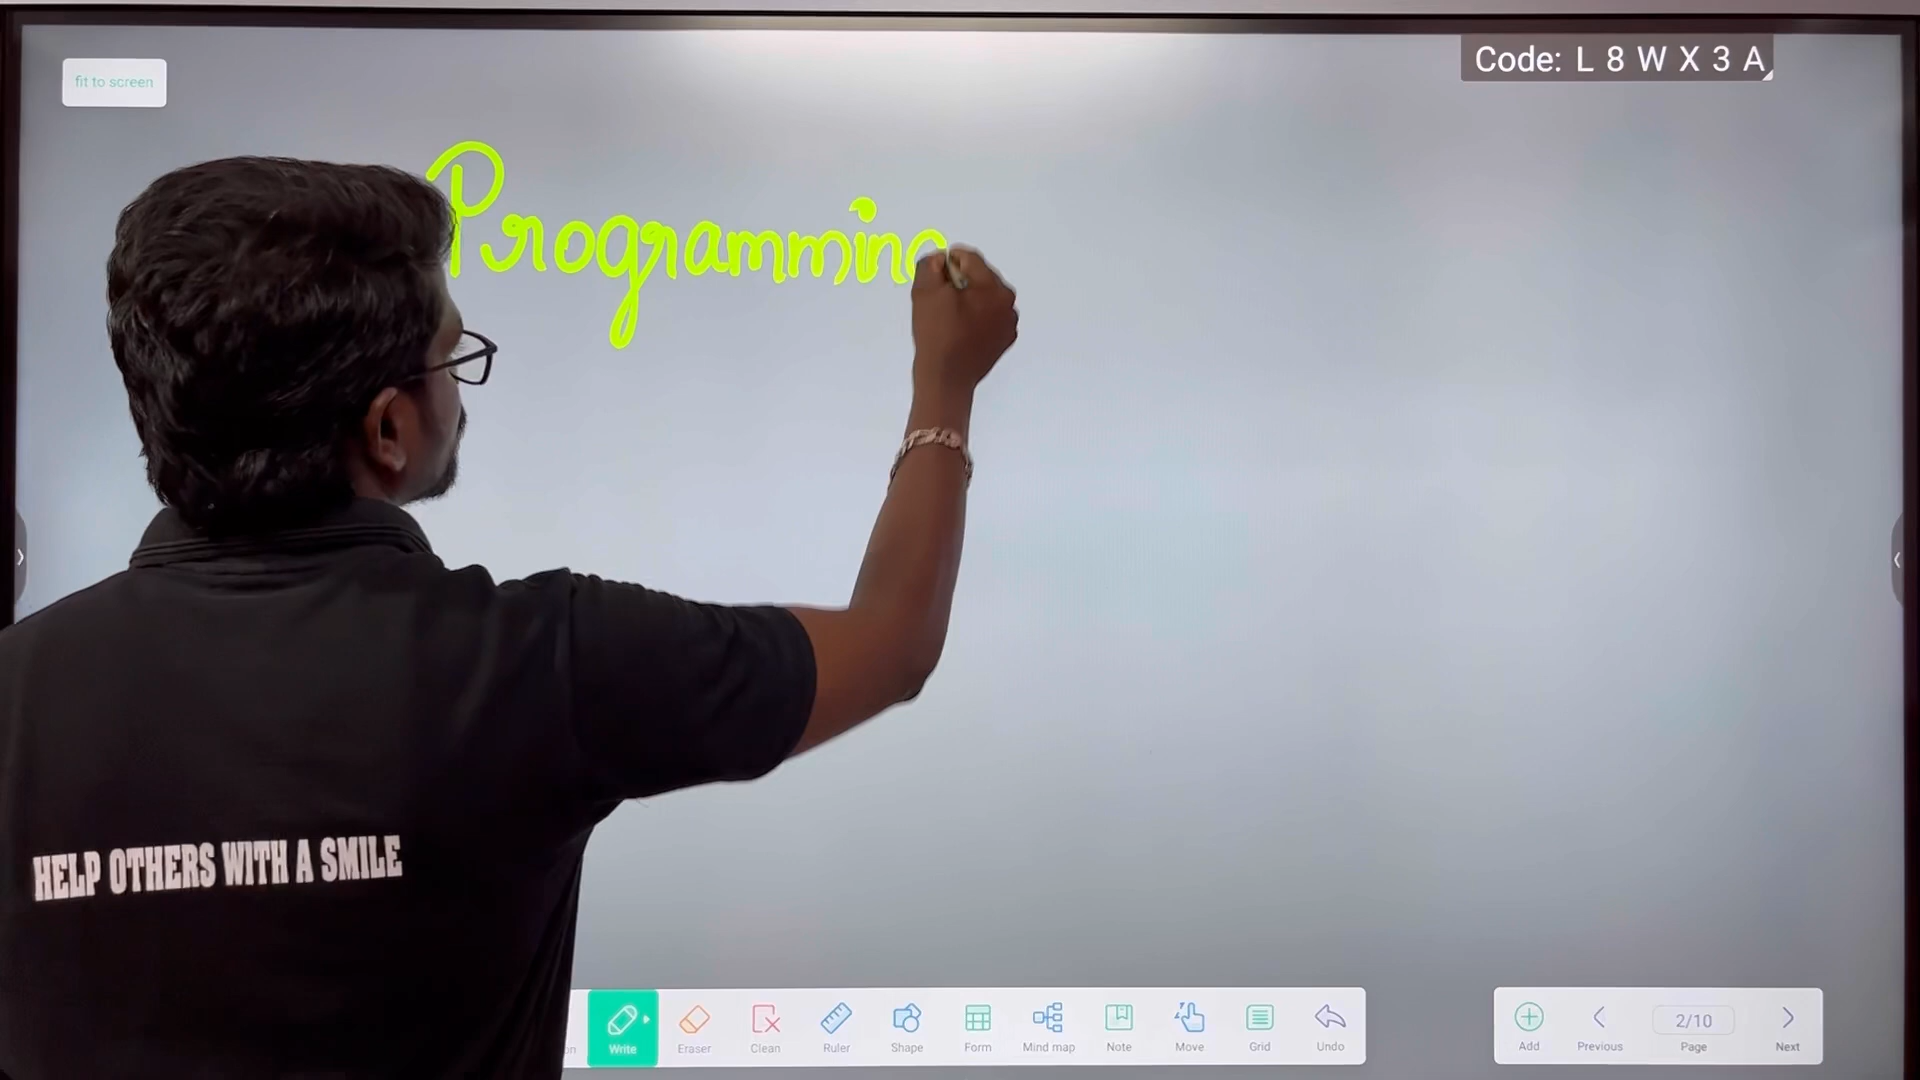 fit to screen
Code: L 8 W X 3 A
Programming
HELP OTHERS WITH A SMILE
Write
Eraser
Clean
Ruler
Shape
Form
Mind map
Note
Move
Grid
Undo
Add
Previous
2/10
Page
Next